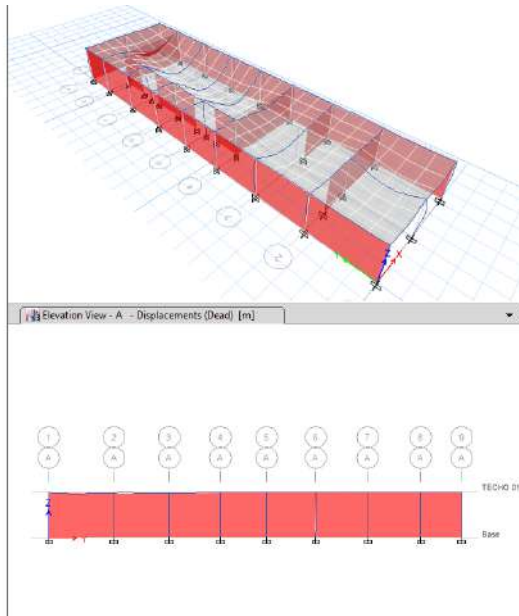 Elevation View - A - Displacements (Dead) [m]
1 2 3 4 5 6 7 8 9
A A A A A A A A A
TECHO 01
Z
Base
Y
Z
X